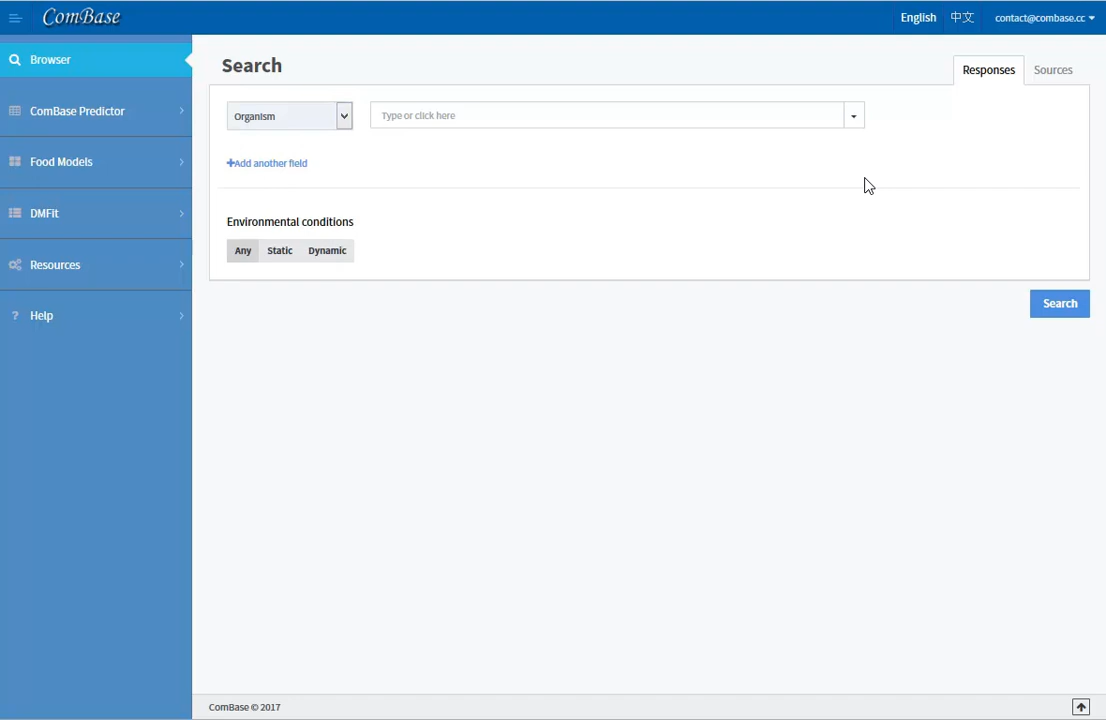 ComBase
English 中文 contact@combase.cc
Browser
ComBase Predictor
Food Models
DMFit
Resources
? Help
Search
Responses Sources
Organism
Type or click here
+Add another field
Environmental conditions
Any Static Dynamic
Search
ComBase © 2017